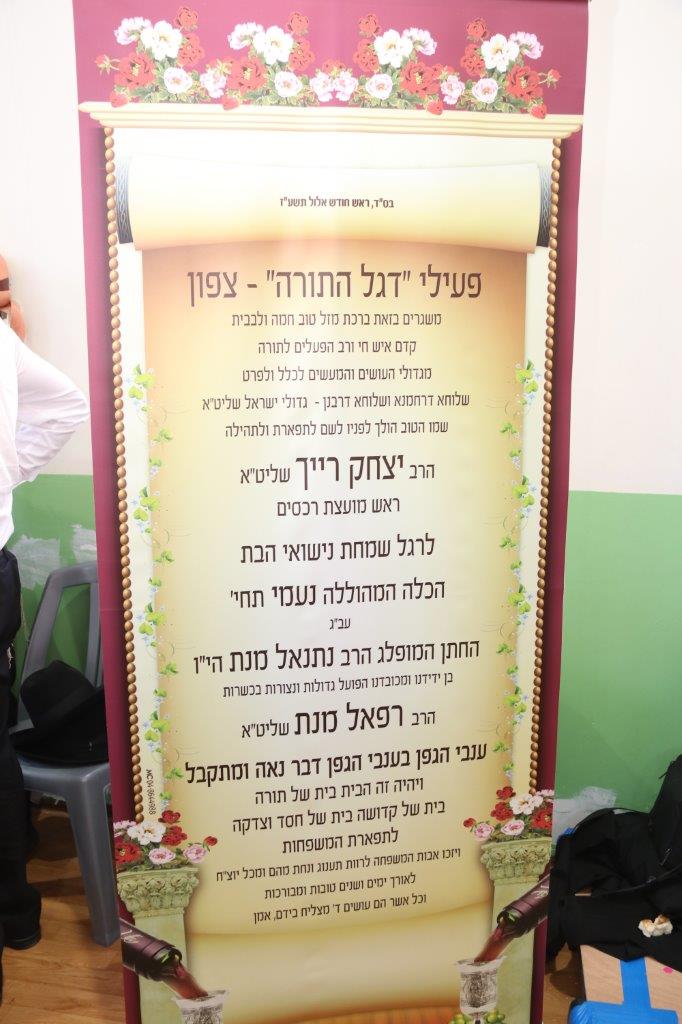 בס"ד, ראש חודש אלול תשע"ז
פעילי "דגל התורה" - צפון
משגרים בזאת ברכת מזל טוב חמה ולבבית
קדם איש חי ורב הפעלים לתורה
מגדולי העושים והמעשים לכלל ולפרט
שלוחא דרחמנא ושלוחא דרבנן - גדולי ישראל שליט"א
שמו הטוב הולך לפניו לשם לתפארת ולתהילה
הרב יצחק רייך שליט"א
ראש מועצת רכסים
לרגל שמחת נישואי הבת
הכלה המהוללה נעמי תחי'
עב"ג
החתן המופלג הרב נתנאל מנת הי"ו
בן ידידנו ומכובדנו הפועל גדולות ונצורות בכשרות
הרב רפאל מנת שליט"א
ענבי הגפן בענבי הגפן דבר נאה ומתקבל
ויהיה זה הבית בית של תורה
בית של קדושה בית של חסד וצדקה
לתפארת המשפחות
ויזכו אבות המשפחה לרוות תענוג ונחת מהם ומכל יוצ"ח
לאורך ימים ושנים טובות ומבורכות
וכל אשר הם עושים ד' מצליח בידם, אמן